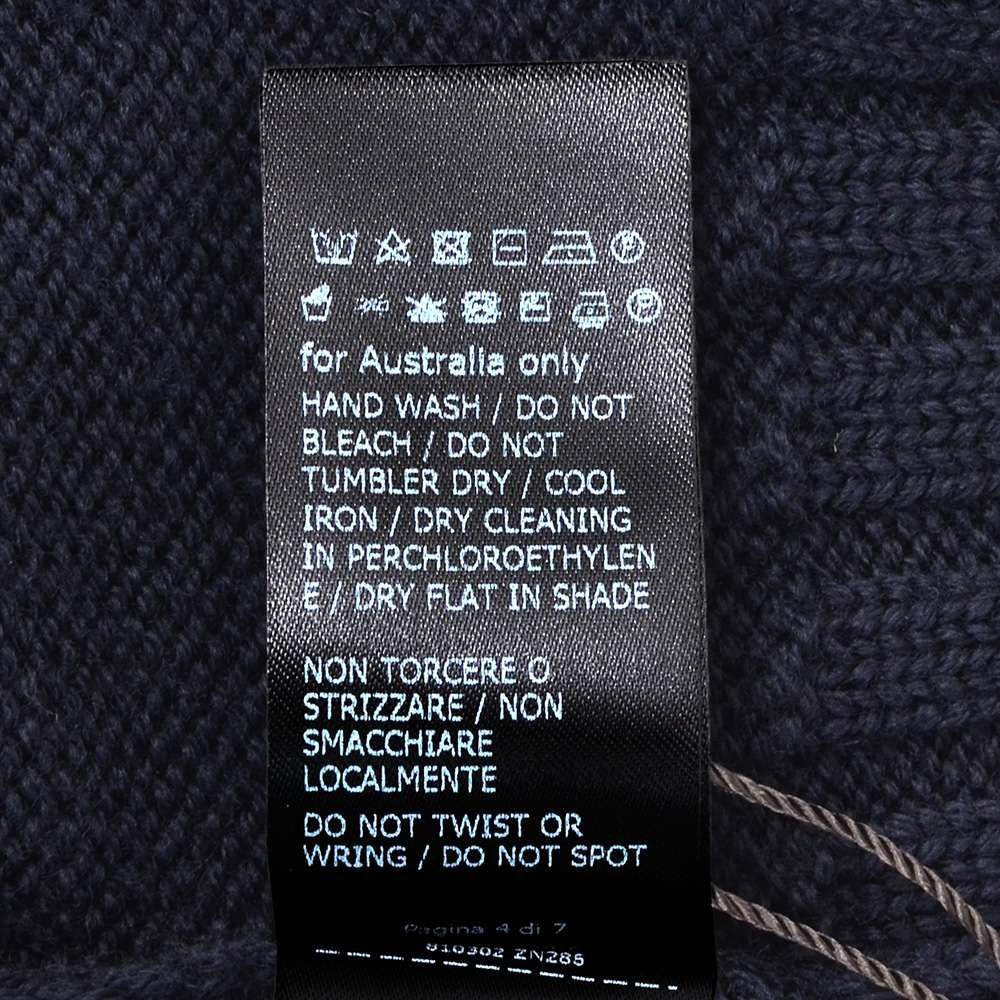 for Australia only
HAND WASH / DO NOT
BLEACH / DO NOT
TUMBLER DRY / COOL
IRON / DRY CLEANING
IN PERCHLOROETHYLEN
E / DRY FLAT IN SHADE
NON TORCERE O
STRIZZARE / NON
SMACCHIARE
LOCALMENTE
DO NOT TWIST OR
WRING / DO NOT SPOT
Pagina 4 di 7
910302 ZN285